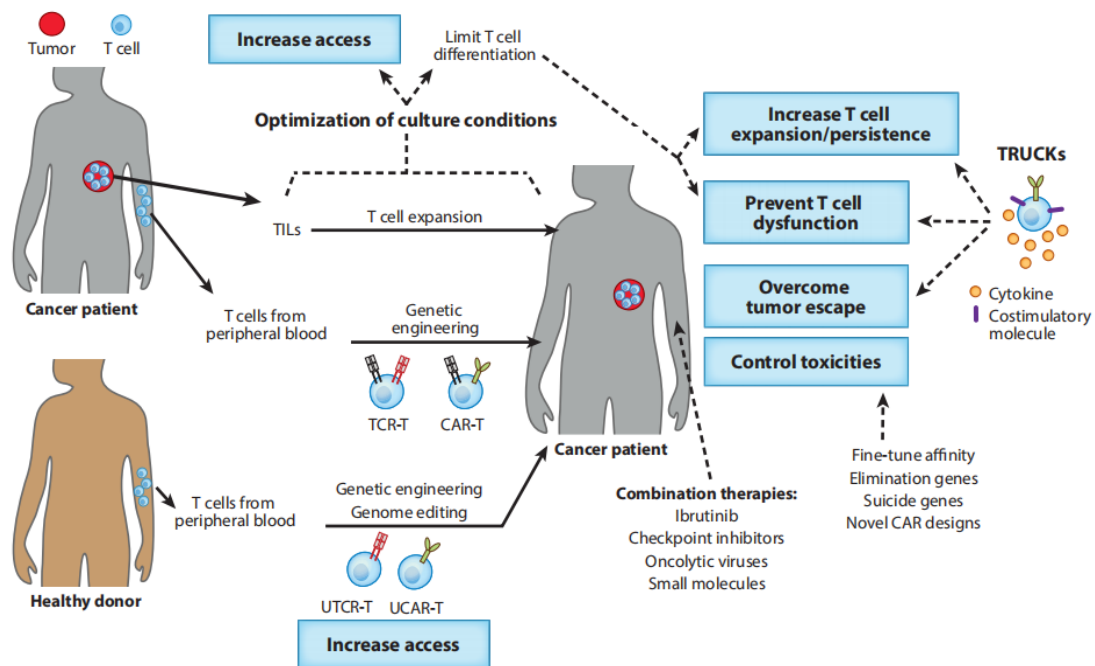 Tumor
T cell
Increase access
Limit T cell
differentiation
Optimization of culture conditions
Increase T cell
expansion/persistence
TRUCKs
Prevent T cell
dysfunction
T cell expansion
TILs
Cancer patient
Overcome
tumor escape
Cytokine
Costimulatory
molecule
T cells from
peripheral blood
Genetic
engineering
Control toxicities
TCR-T
CAR-T
Cancer patient
Fine-tune affinity
Elimination genes
Suicide genes
Novel CAR designs
Combination therapies:
Ibrutinib
Checkpoint inhibitors
Oncolytic viruses
Small molecules
T cells from
peripheral blood
Genetic engineering
Genome editing
Healthy donor
UTCR-T
UCAR-T
Increase access